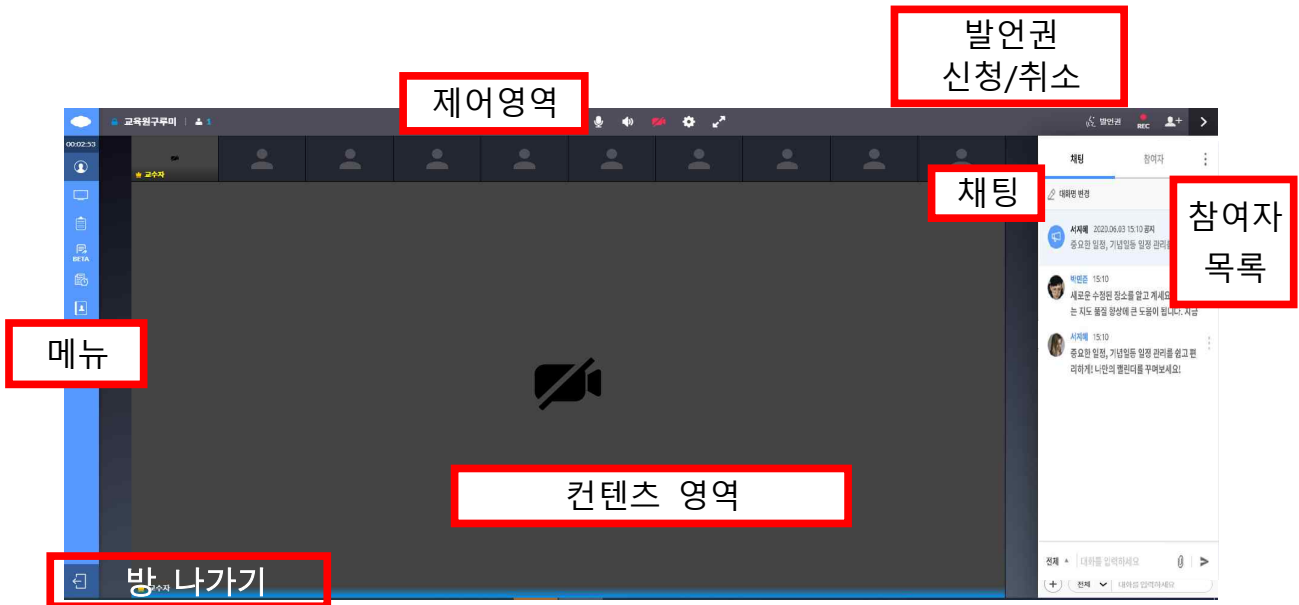 발언권
신청/취소
제어영역
교육원구루미 1
발언권 REC
00:02:53
교수자
채팅 참여자
채팅
대화명 변경
참여자
목록
서지혜 2020.06.03 15:10 공지
중요한 일정, 기념일등 일정 관리를
BETA
박민준 15:10
새로운 수정된 장소를 알고 계세요
는 지도 품질 향상에 큰 도움이 됩니다. 지금
메뉴
서지혜 15:10
중요한 일정, 기념일등 일정 관리를 쉽고 편
리하게! 나만의 캘린더를 꾸며보세요!
컨텐츠 영역
전체 대화를 입력하세요
방 나가기
교수자
전체 대화를 입력하세요